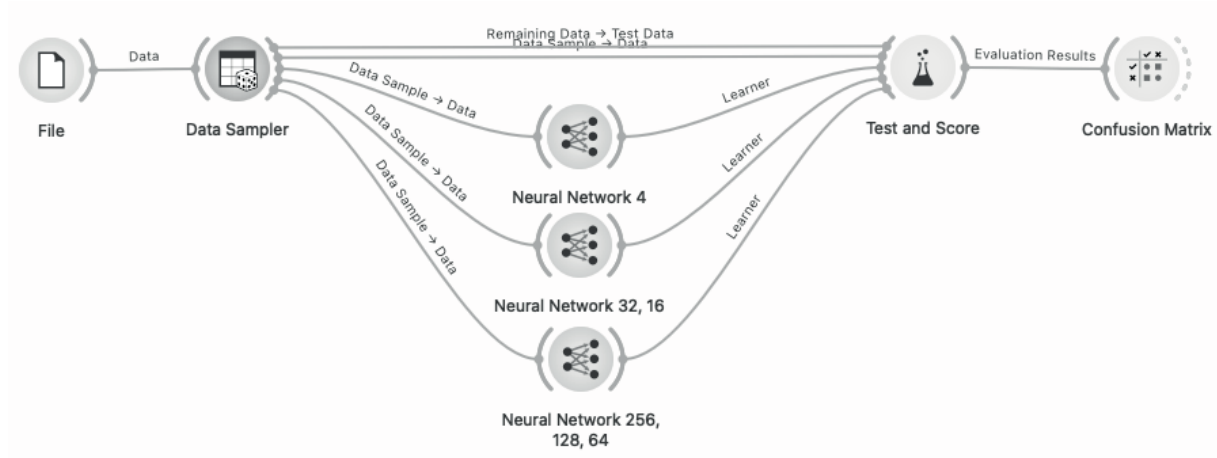 Remaining Data → Test Data
Data Sample → Data
Data
Evaluation Results
Data Sample → Data
Learner
File
Data Sampler
Test and Score
Confusion Matrix
Data Sample → Data
Learner
Neural Network 4
Data Sample → Data
Learner
Neural Network 32, 16
Neural Network 256,
128, 64